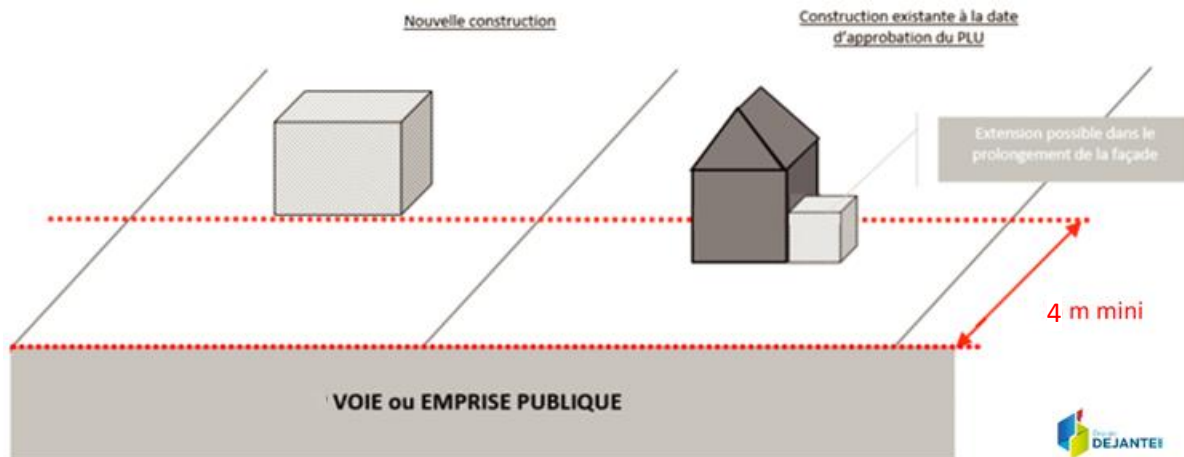 Nouvelle construction
Construction existante à la date
d'approbation du PLU
Extension possible dans le
prolongement de la façade
4 m mini
VOIE ou EMPRISE PUBLIQUE
DEJANTE